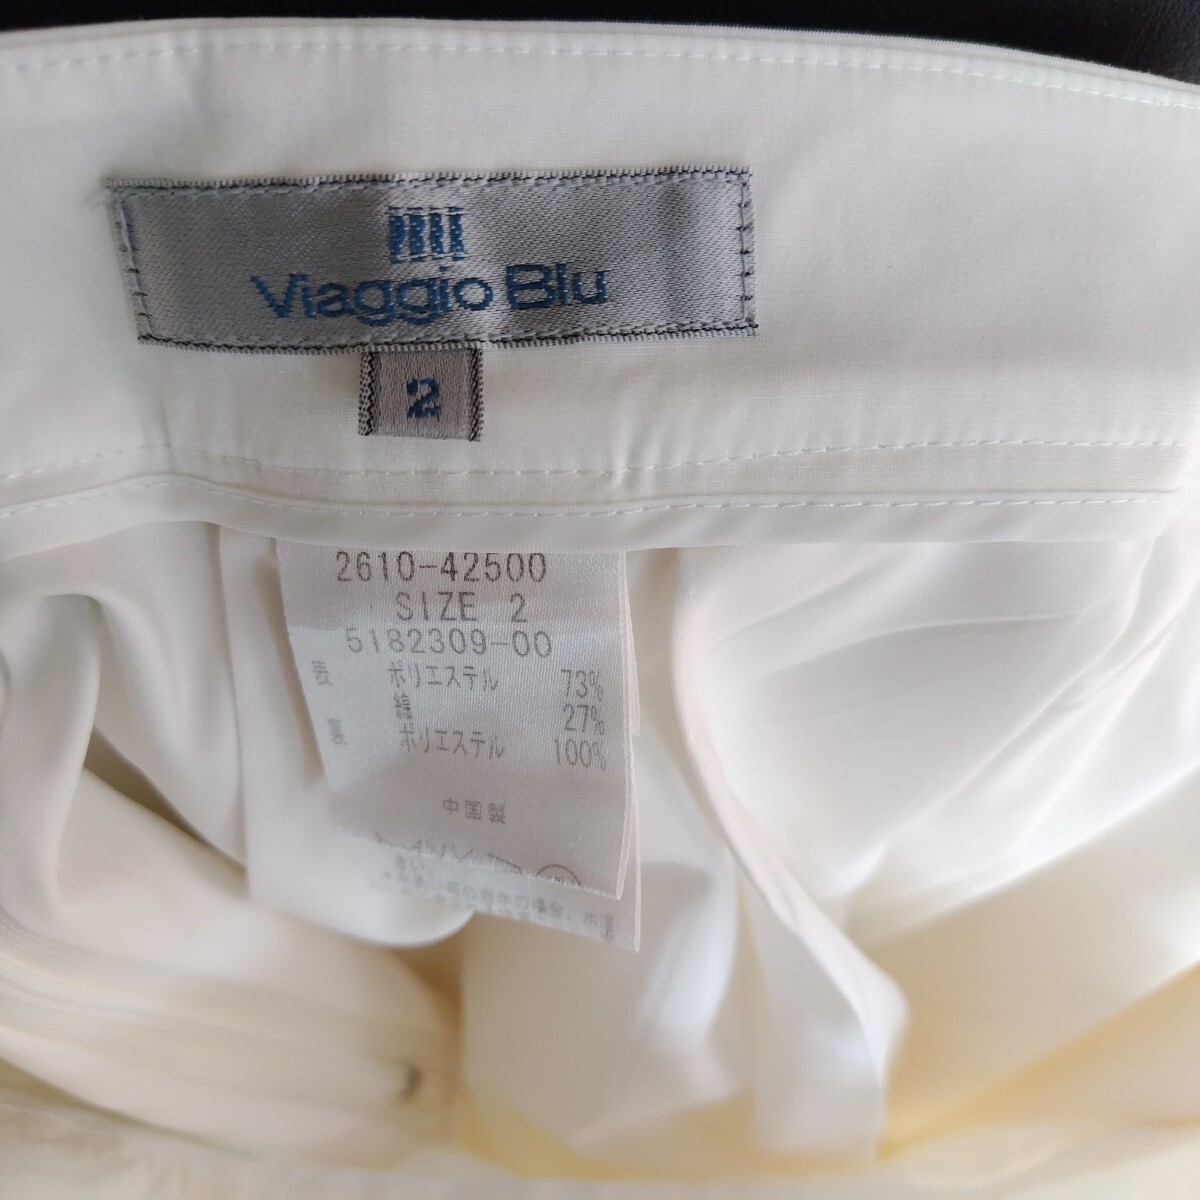 Viaggio Blu
2
2610-42500
SIZE 2
5182309-00
表 ポリエステル 73%
綿 27%
裏 ポリエステル 100%
中国製